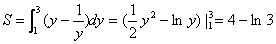 S = ∫₁³ (y − 1/y)dy = (1/2 y² − ln y) |₁³ = 4 − ln 3